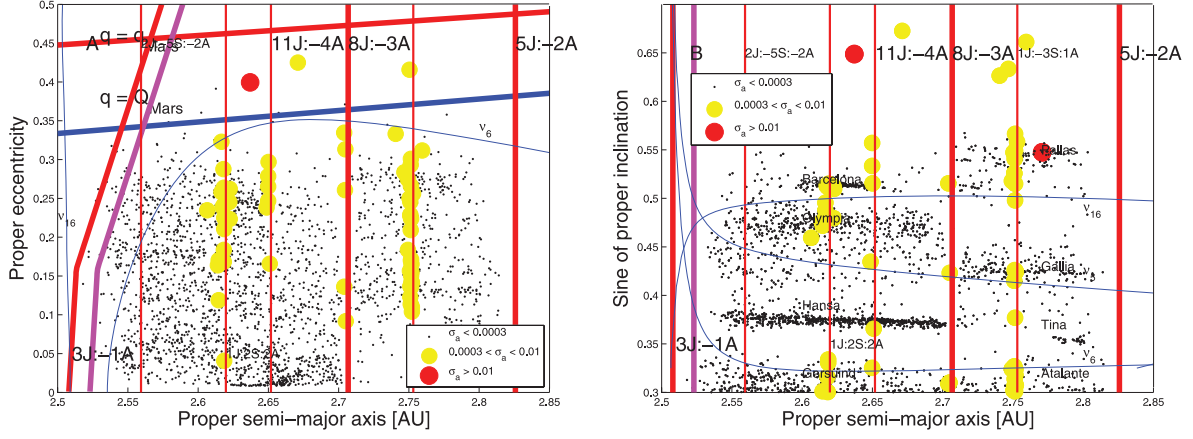 0.5
0.45
0.4
0.35
0.3
0.25
0.2
0.15
0.1
0.05
0
Proper eccentricity
A
q = q Mars
2J:−5S:−2A
11J:−4A
8J:−3A
5J:−2A
q = Q Mars
ν6
ν16
3J:−1A
1J:2S:2A
σa < 0.0003
0.0003 < σa < 0.01
σa > 0.01
2.5 2.55 2.6 2.65 2.7 2.75 2.8 2.85
Proper semi−major axis [AU]
0.65
0.6
0.55
0.5
0.45
0.4
0.35
0.3
Sine of proper inclination
B
2J:−5S:−2A
11J:−4A
8J:−3A
1J:−3S:1A
5J:−2A
σa < 0.0003
0.0003 < σa < 0.01
σa > 0.01
Pallas
Barcelona
ν16
Olympia
Gallia
ν5
Hansa
Tina
3J:−1A
1J:2S:2A
ν6
Gersuind
Atalante
2.5 2.55 2.6 2.65 2.7 2.75 2.8 2.85
Proper semi−major axis [AU]